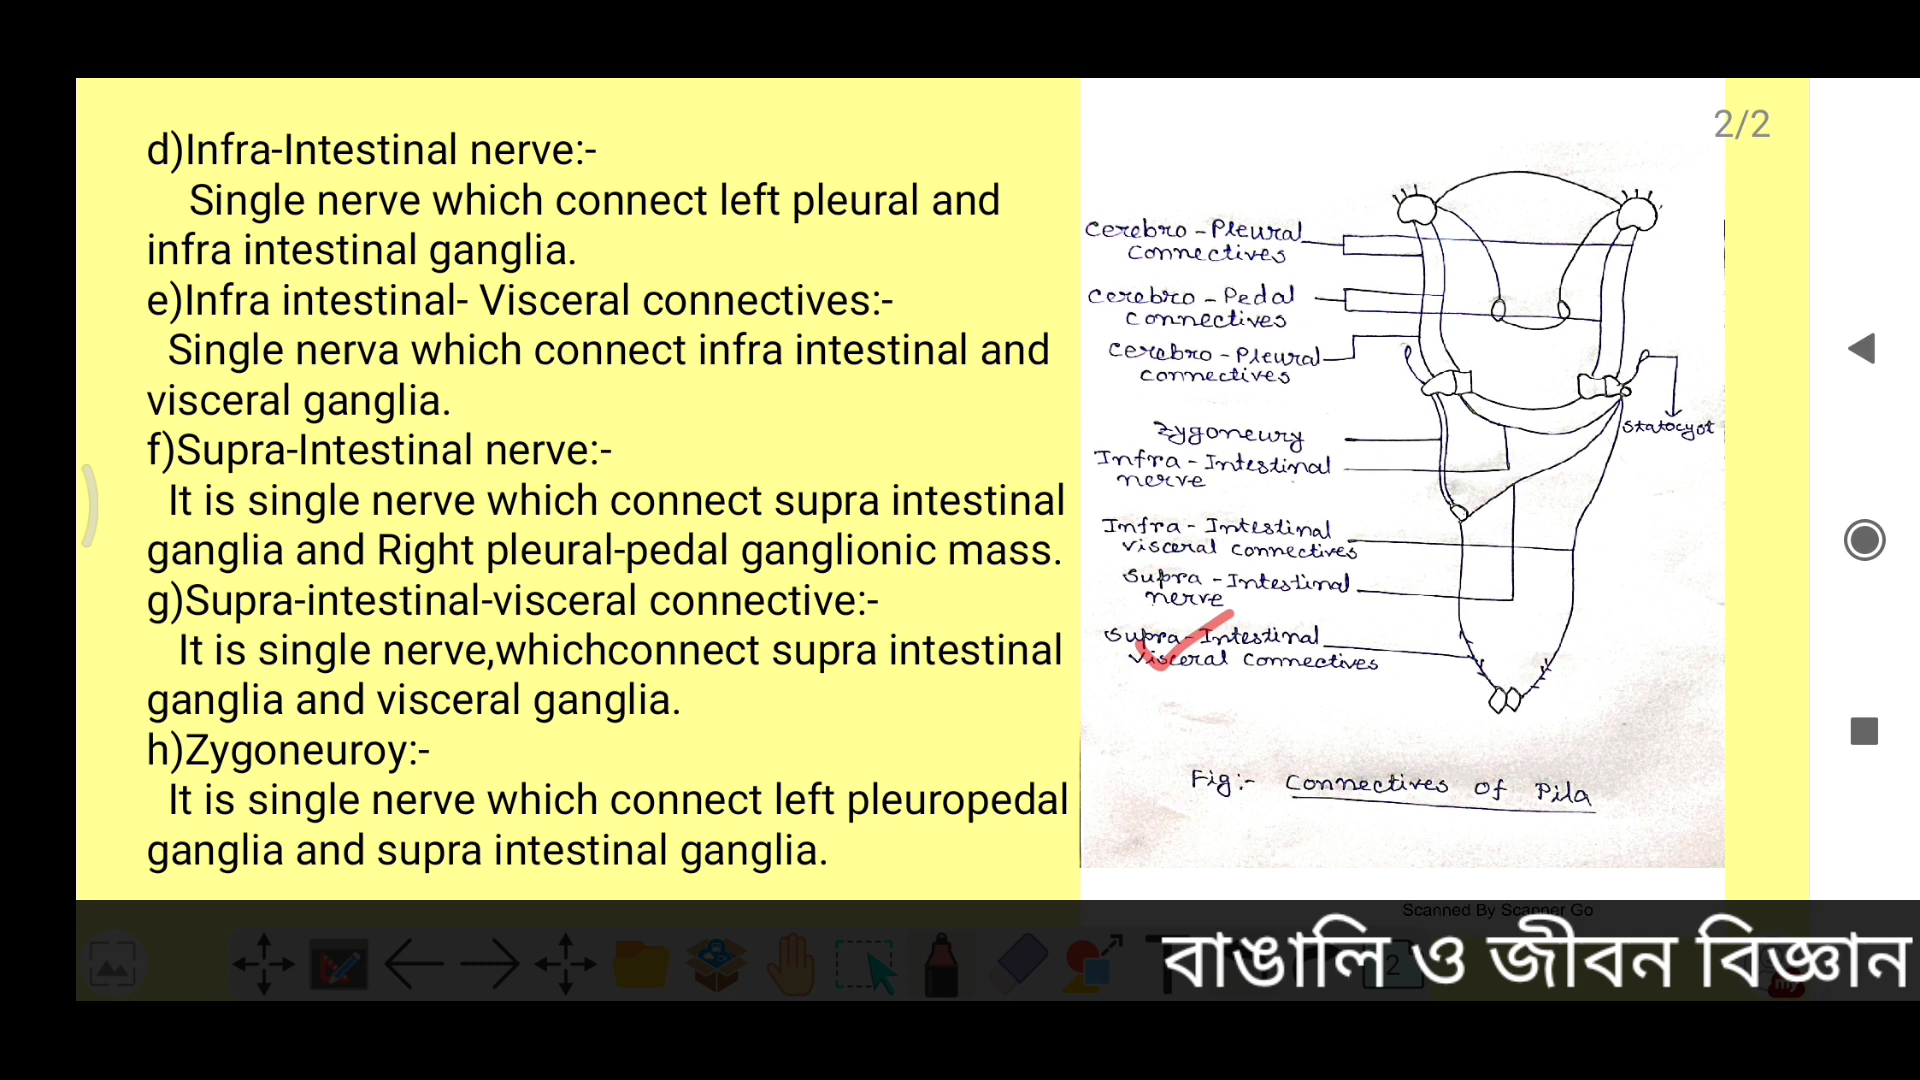 d)Infra-Intestinal nerve:-
Single nerve which connect left pleural and
infra intestinal ganglia.
e)Infra intestinal- Visceral connectives:-
Single nerva which connect infra intestinal and
visceral ganglia.
f)Supra-Intestinal nerve:-
It is single nerve which connect supra intestinal
ganglia and Right pleural-pedal ganglionic mass.
g)Supra-intestinal-visceral connective:-
It is single nerve,whichconnect supra intestinal
ganglia and visceral ganglia.
h)Zygoneuroy:-
It is single nerve which connect left pleuropedal
ganglia and supra intestinal ganglia.
2/2
Cerebro-Pleural
Connectives
Cerebro-Pedal
Connectives
Cerebro-Pleural
connectives
Zygoneury
Infra-Intestinal
nerve
Infra-Intestinal
visceral connectives
Supra-Intestinal
nerve
Supra-Intestinal
visceral connectives
Statocyst
Fig:- Connectives of Pila
Scanned By Scanner Go
2
বাঙালি ও জীবন বিজ্ঞান